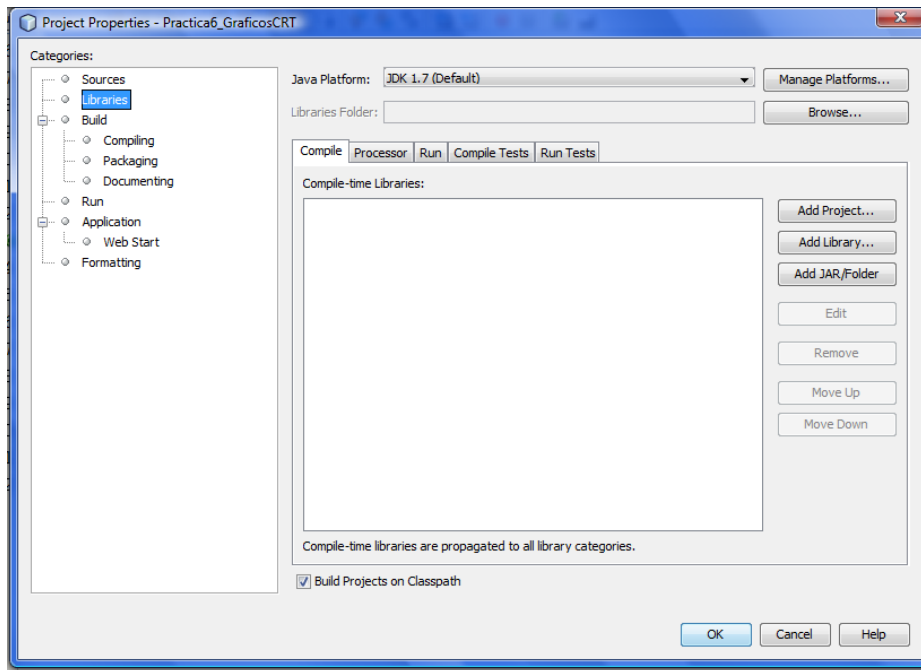 Project Properties - Practica6_GraficosCRT
Categories:
Sources
Libraries
Build
Compiling
Packaging
Documenting
Run
Application
Web Start
Formatting
Java Platform: JDK 1.7 (Default) Manage Platforms...
Libraries Folder: Browse...
Compile Processor Run Compile Tests Run Tests
Compile-time Libraries:
Add Project...
Add Library...
Add JAR/Folder
Edit
Remove
Move Up
Move Down
Compile-time libraries are propagated to all library categories.
Build Projects on Classpath
OK Cancel Help